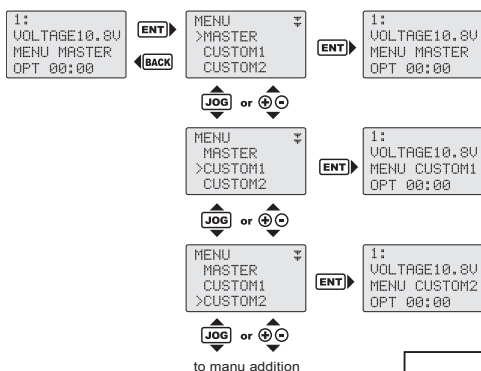 1:
VOLTAGE10.8V
MENU MASTER
OPT 00:00
ENT
BACK
MENU
>MASTER
CUSTOM1
CUSTOM2
ENT
1:
VOLTAGE10.8V
MENU MASTER
OPT 00:00
JOG or + -
MENU
MASTER
>CUSTOM1
CUSTOM2
ENT
1:
VOLTAGE10.8V
MENU CUSTOM1
OPT 00:00
JOG or + -
MENU
MASTER
CUSTOM1
>CUSTOM2
ENT
1:
VOLTAGE10.8V
MENU CUSTOM2
OPT 00:00
JOG or + -
to manu addition